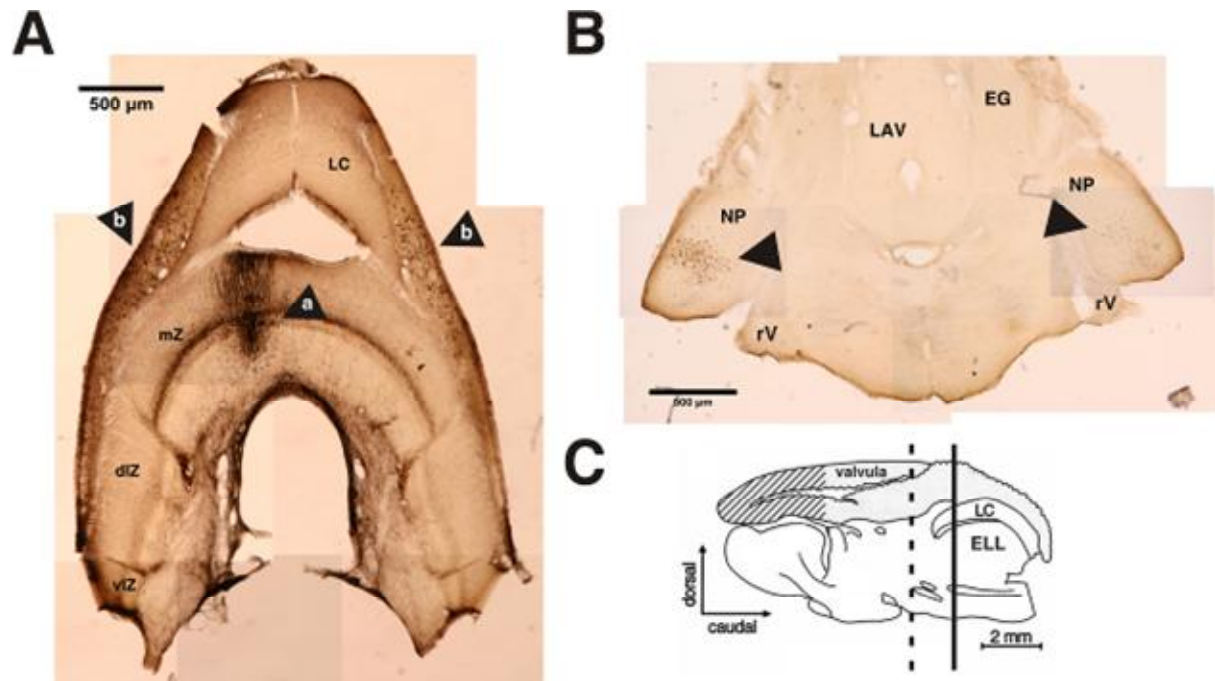 A
500 µm
LC
b
b
a
mZ
dlZ
vlZ
B
EG
LAV
NP
NP
rV
rV
500 µm
C
valvula
LC
ELL
dorsal
caudal
2 mm